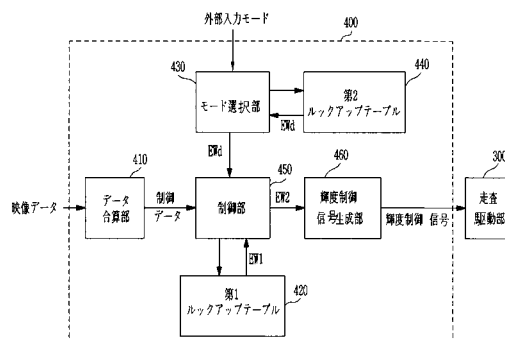 外部入力モード
400
430
440
モード選択部
第2
ルックアップテーブル
EWd
EWd
410
450
460
300
映像データ
データ
合算部
制御
データ
制御部
EW2
輝度制御
信号生成部
輝度制御 信号
走査
駆動部
EW1
第1
ルックアップテーブル
420